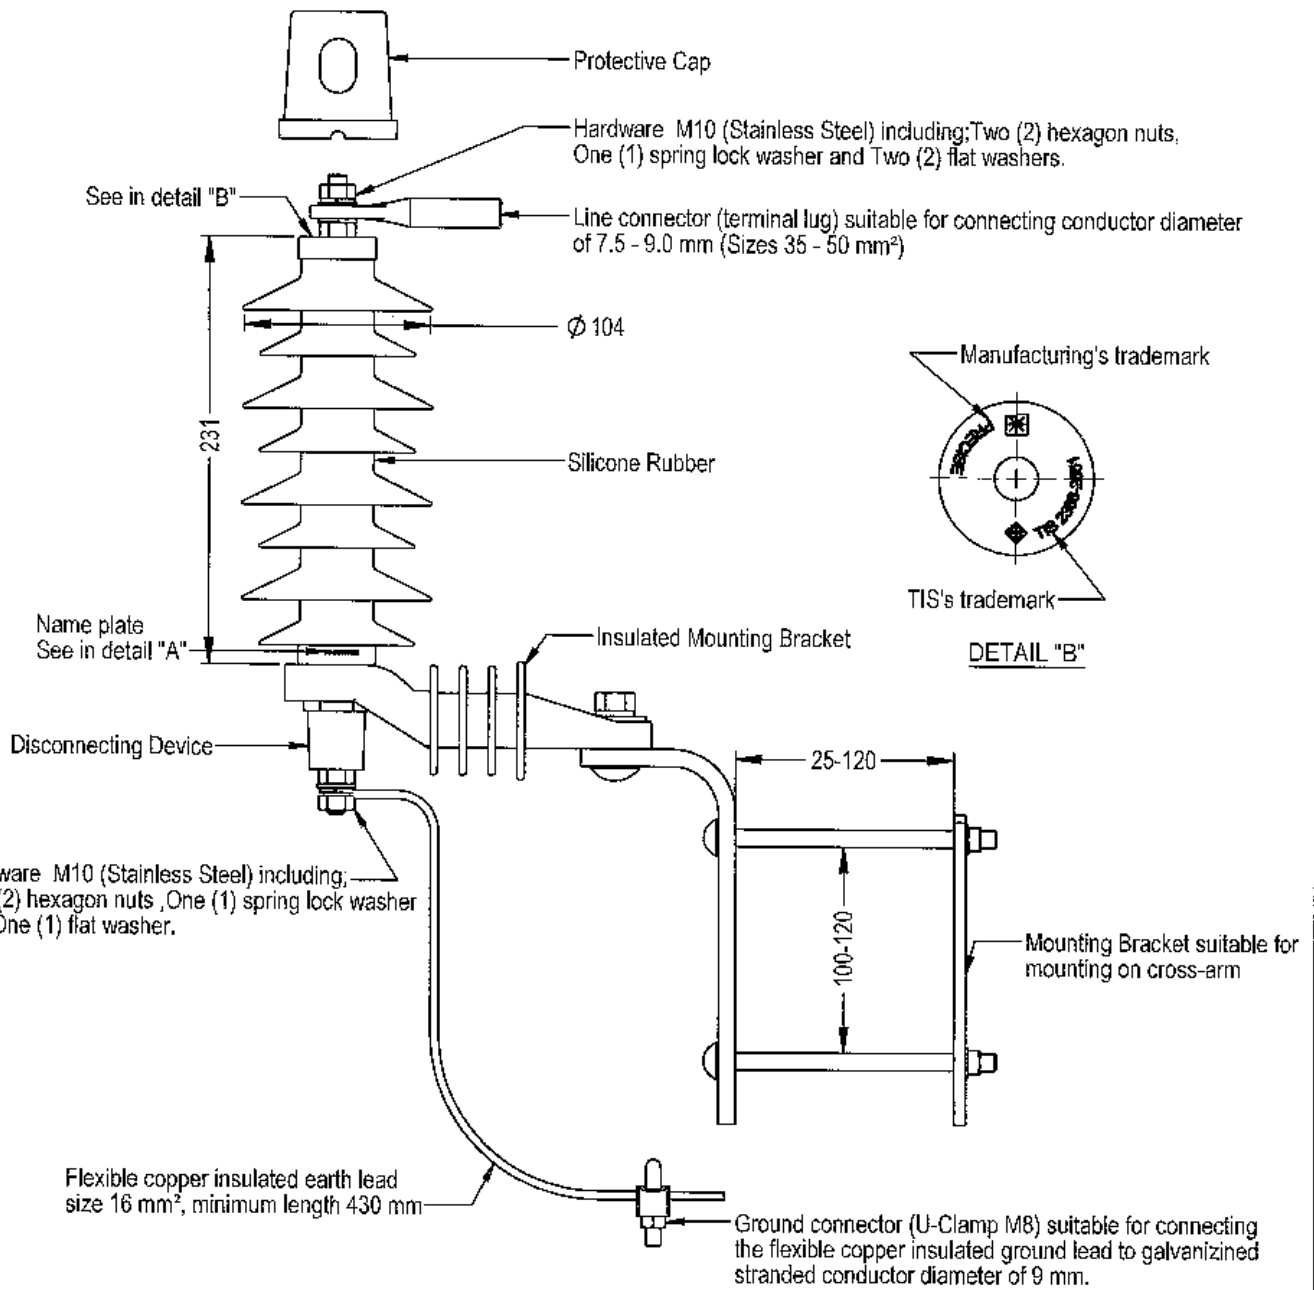 Protective Cap
Hardware M10 (Stainless Steel) including;Two (2) hexagon nuts,
One (1) spring lock washer and Two (2) flat washers.
See in detail "B"
Line connector (terminal lug) suitable for connecting conductor diameter
of 7.5 - 9.0 mm (Sizes 35 - 50 mm²)
Ø 104
231
Silicone Rubber
Manufacturing's trademark
PRECISE
TIS
TIS's trademark
DETAIL "B"
Name plate
See in detail "A"
Insulated Mounting Bracket
Disconnecting Device
25-120
ware M10 (Stainless Steel) including;
(2) hexagon nuts ,One (1) spring lock washer
One (1) flat washer.
100-120
Mounting Bracket suitable for
mounting on cross-arm
Flexible copper insulated earth lead
size 16 mm², minimum length 430 mm
Ground connector (U-Clamp M8) suitable for connecting
the flexible copper insulated ground lead to galvanizined
stranded conductor diameter of 9 mm.